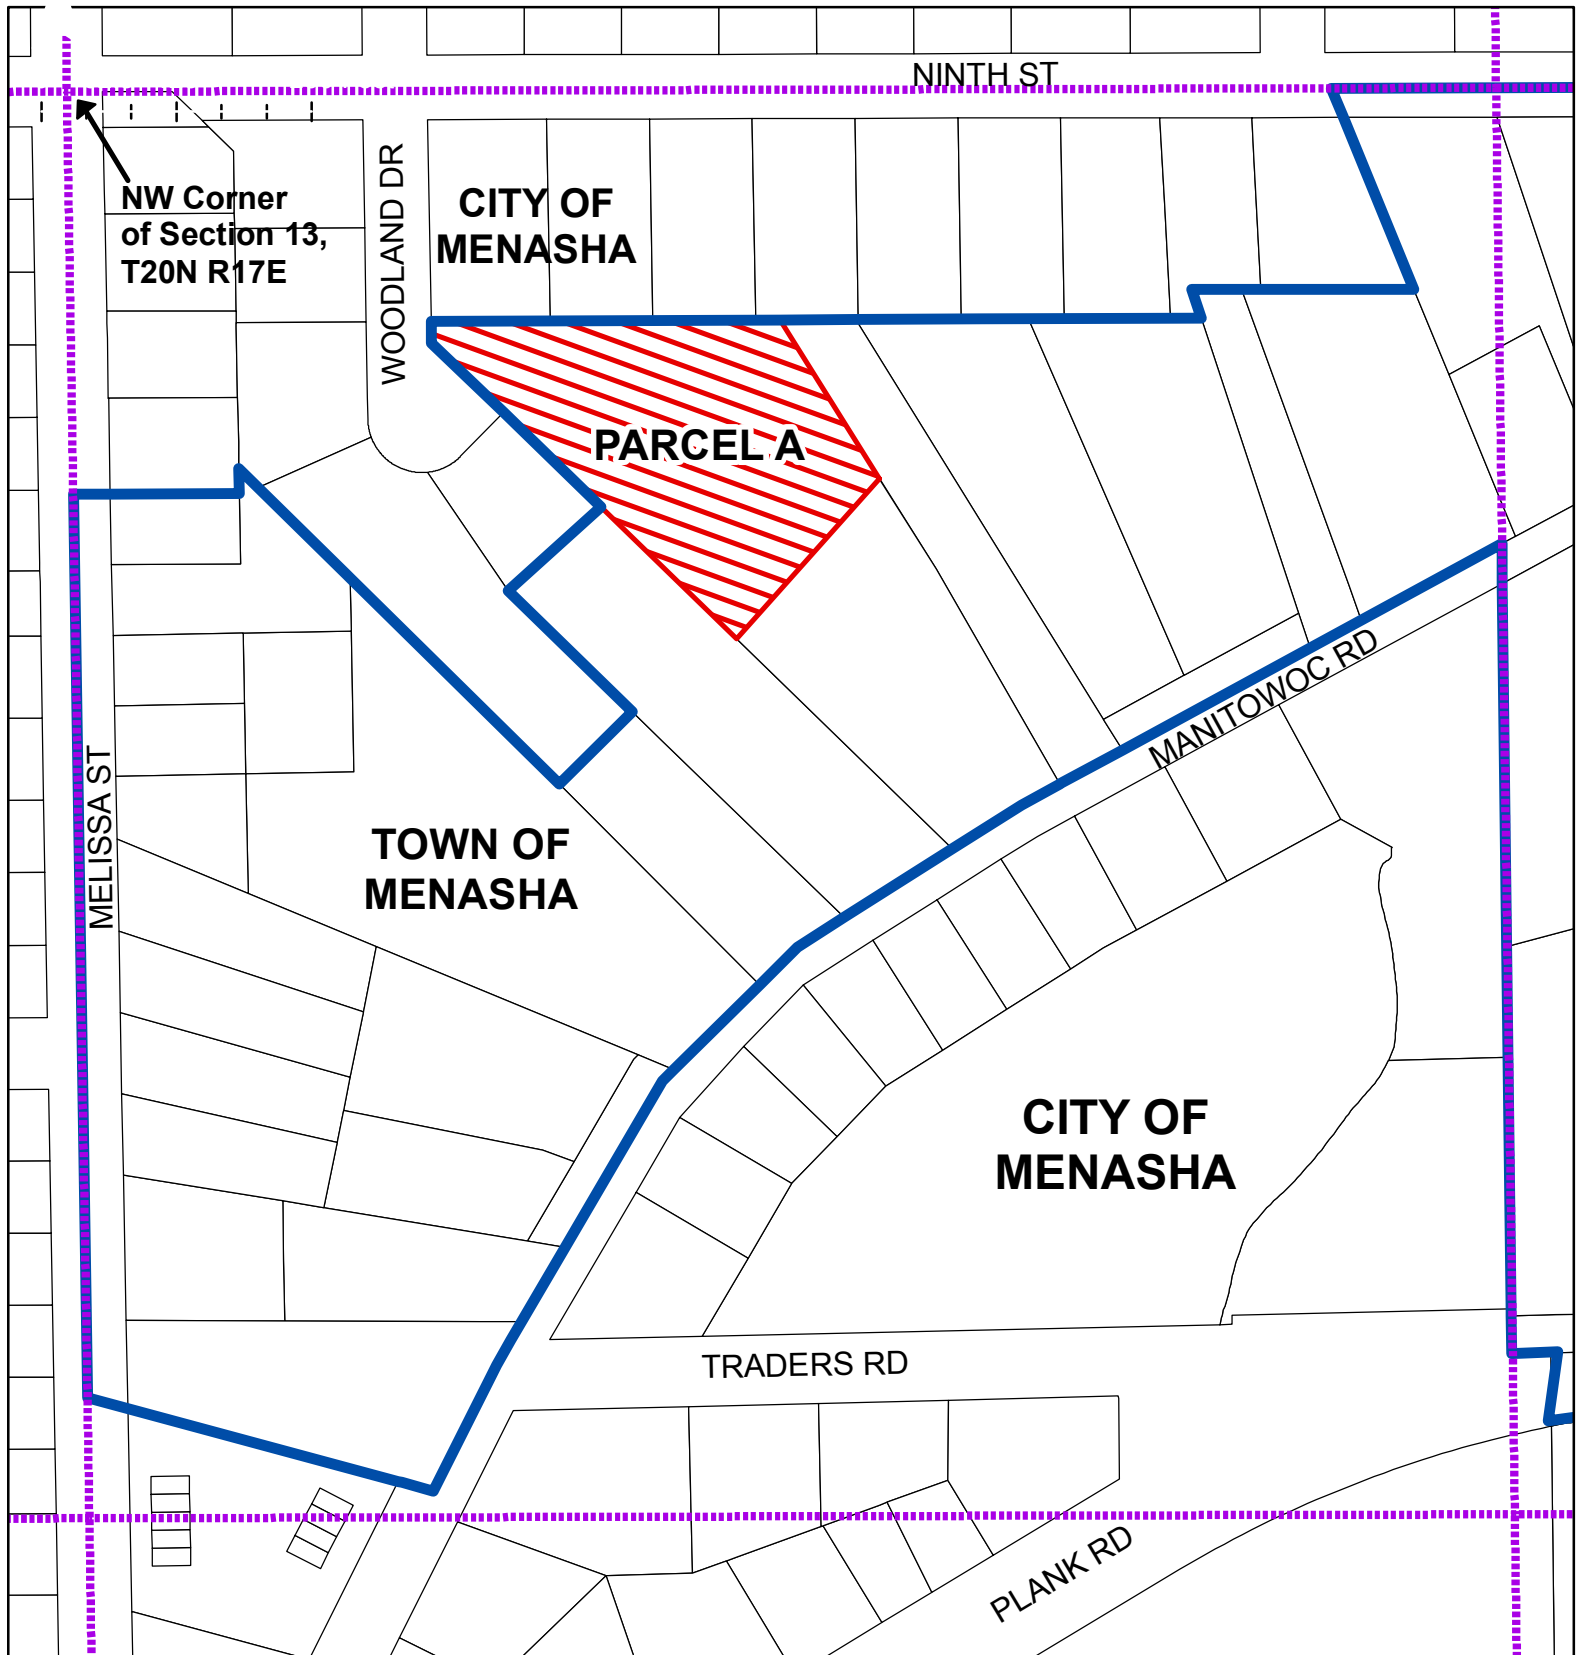 NINTH ST
WOODLAND DR
NW Corner
of Section 13,
T20N R17E
CITY OF
MENASHA
PARCEL A
MANITOWOC RD
MELISSA ST
TOWN OF
MENASHA
CITY OF
MENASHA
TRADERS RD
PLANK RD